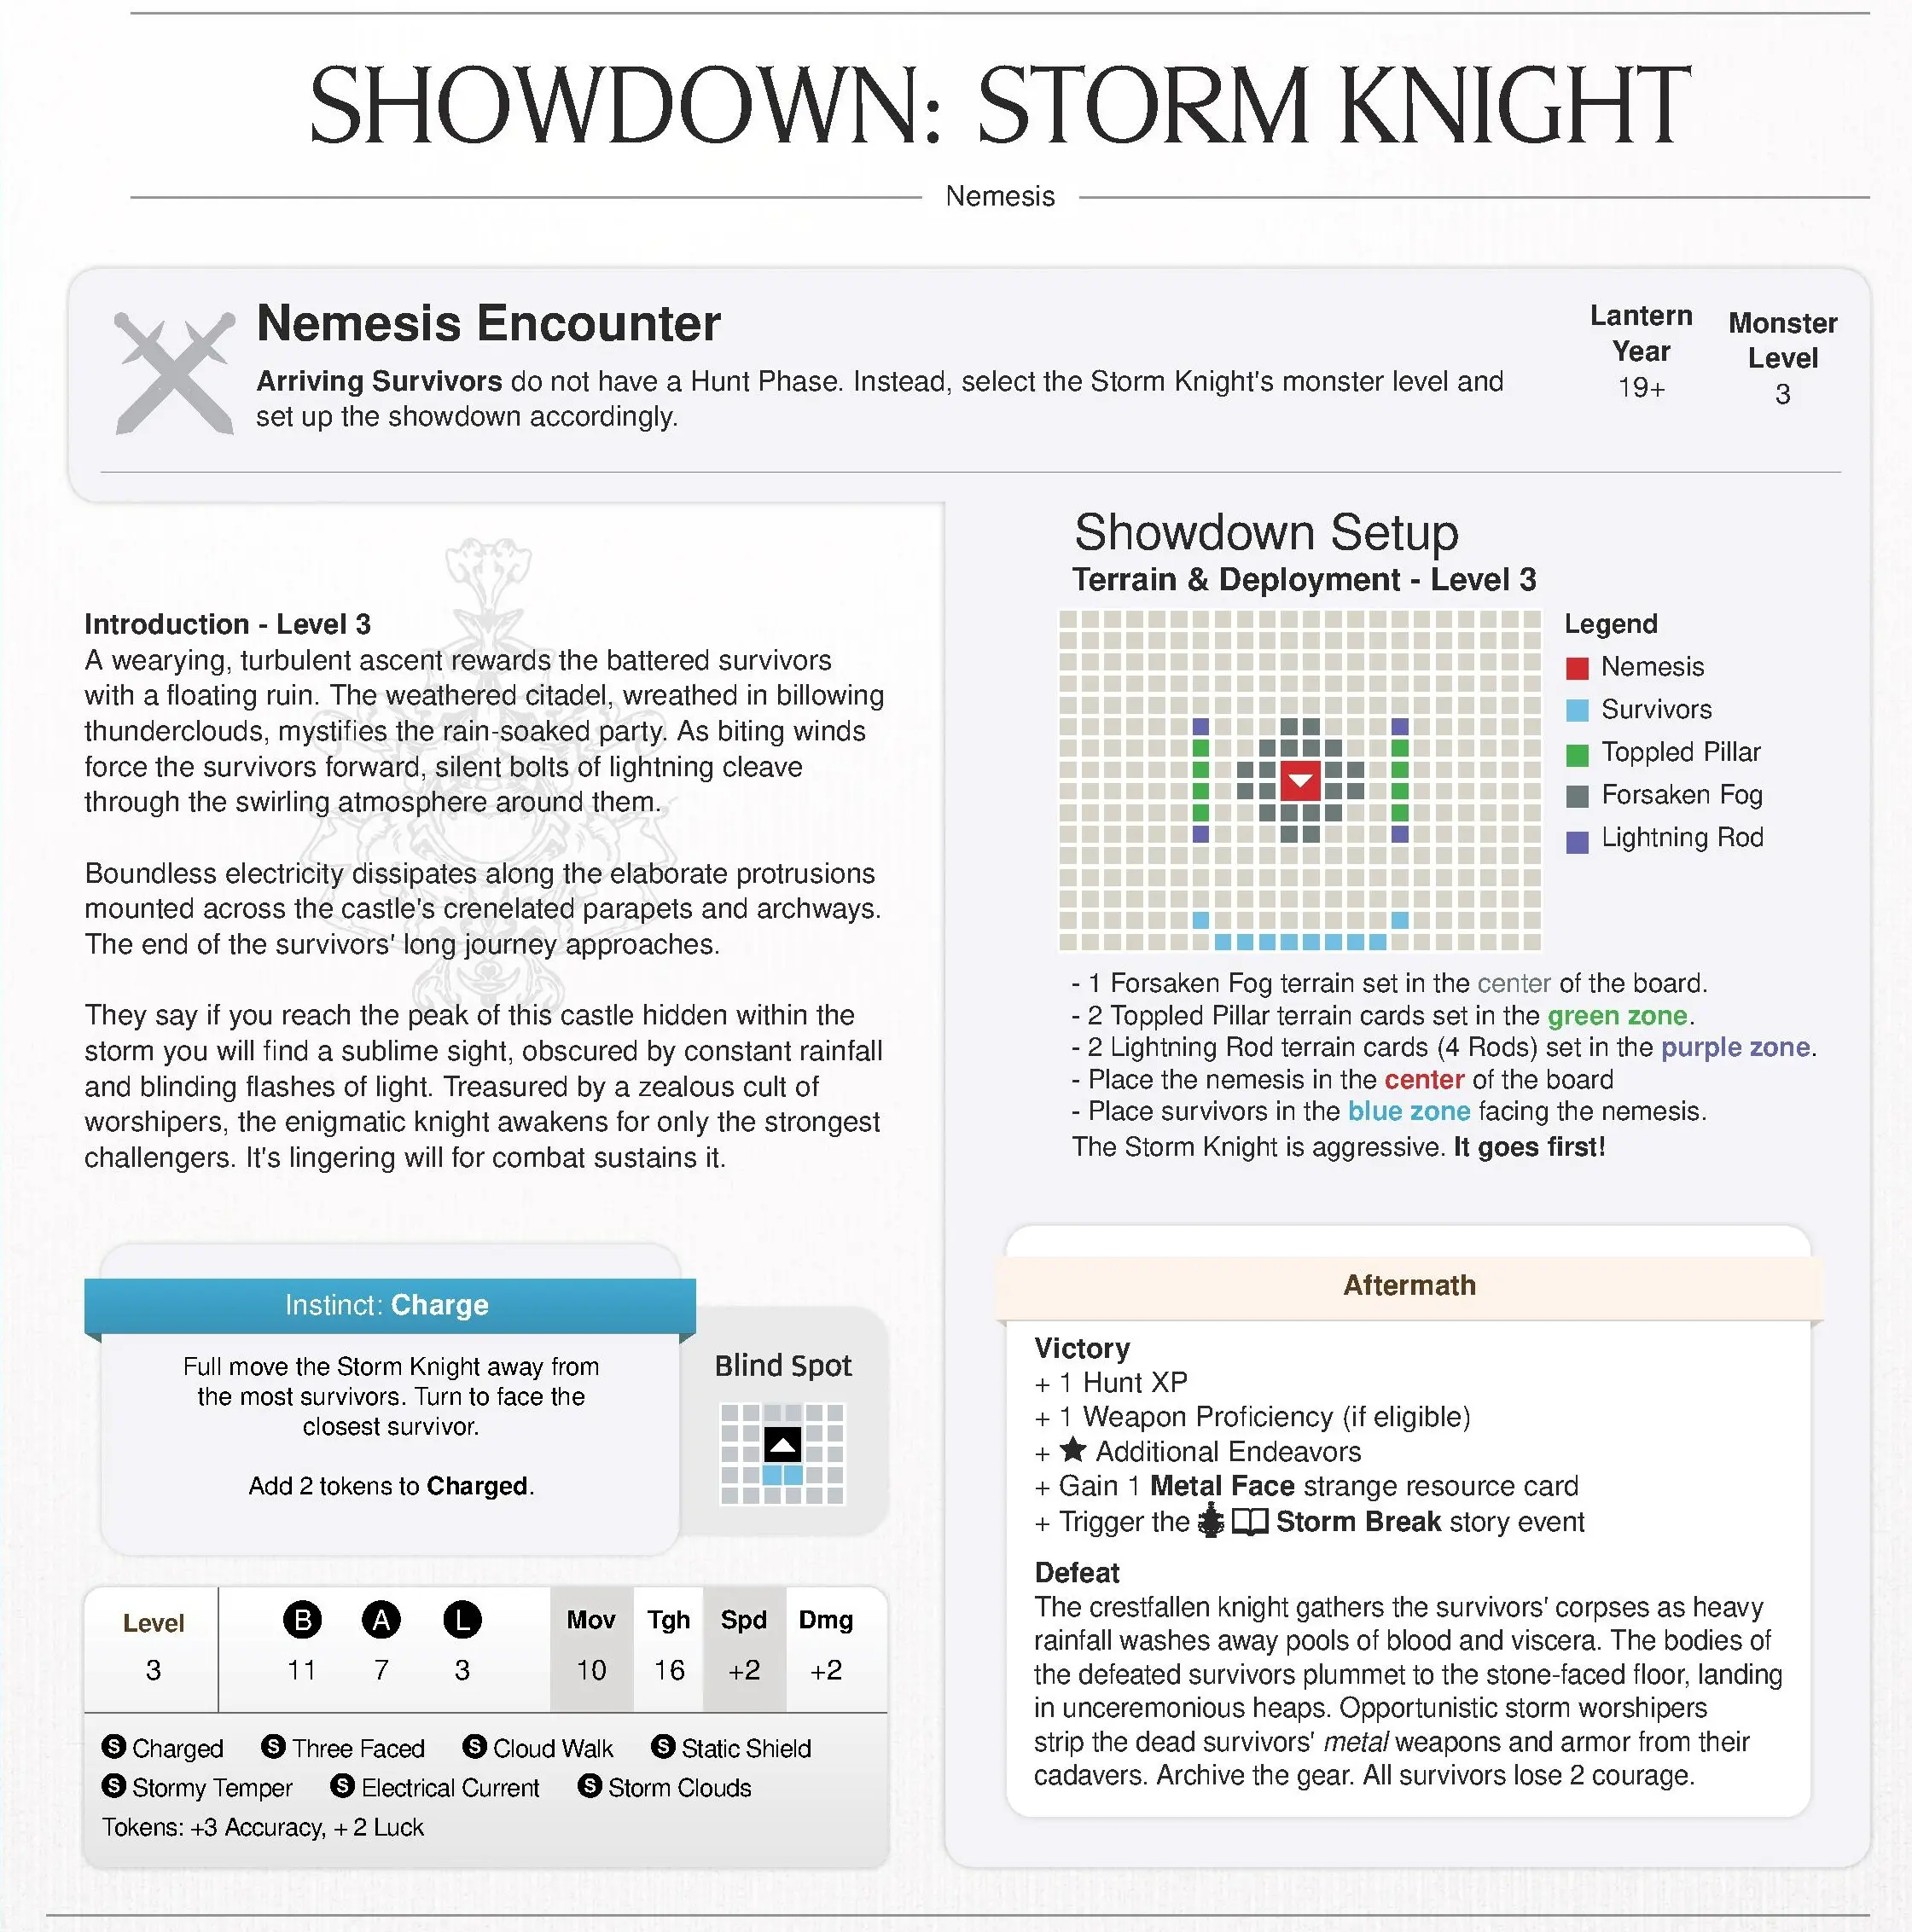 SHOWDOWN: STORM KNIGHT
Nemesis
Nemesis Encounter
Arriving Survivors do not have a Hunt Phase. Instead, select the Storm Knight's monster level and
set up the showdown accordingly.
Lantern
Year
19+
Monster
Level
3
Introduction - Level 3
A wearying, turbulent ascent rewards the battered survivors
with a floating ruin. The weathered citadel, wreathed in billowing
thunderclouds, mystifies the rain-soaked party. As biting winds
force the survivors forward, silent bolts of lightning cleave
through the swirling atmosphere around them.
Boundless electricity dissipates along the elaborate protrusions
mounted across the castle's crenelated parapets and archways.
The end of the survivors' long journey approaches.
They say if you reach the peak of this castle hidden within the
storm you will find a sublime sight, obscured by constant rainfall
and blinding flashes of light. Treasured by a zealous cult of
worshipers, the enigmatic knight awakens for only the strongest
challengers. It's lingering will for combat sustains it.
Instinct: Charge
Full move the Storm Knight away from
the most survivors. Turn to face the
closest survivor.
Add 2 tokens to Charged.
Blind Spot
Level B A L Mov Tgh Spd Dmg
3 11 7 3 10 16 +2 +2
S Charged S Three Faced S Cloud Walk S Static Shield
S Stormy Temper S Electrical Current S Storm Clouds
Tokens: +3 Accuracy, + 2 Luck
Showdown Setup
Terrain & Deployment - Level 3
Legend
Nemesis
Survivors
Toppled Pillar
Forsaken Fog
Lightning Rod
- 1 Forsaken Fog terrain set in the center of the board.
- 2 Toppled Pillar terrain cards set in the green zone.
- 2 Lightning Rod terrain cards (4 Rods) set in the purple zone.
- Place the nemesis in the center of the board
- Place survivors in the blue zone facing the nemesis.
The Storm Knight is aggressive. It goes first!
Aftermath
Victory
+ 1 Hunt XP
+ 1 Weapon Proficiency (if eligible)
+ ★ Additional Endeavors
+ Gain 1 Metal Face strange resource card
+ Trigger the Storm Break story event
Defeat
The crestfallen knight gathers the survivors' corpses as heavy
rainfall washes away pools of blood and viscera. The bodies of
the defeated survivors plummet to the stone-faced floor, landing
in unceremonious heaps. Opportunistic storm worshipers
strip the dead survivors' metal weapons and armor from their
cadavers. Archive the gear. All survivors lose 2 courage.